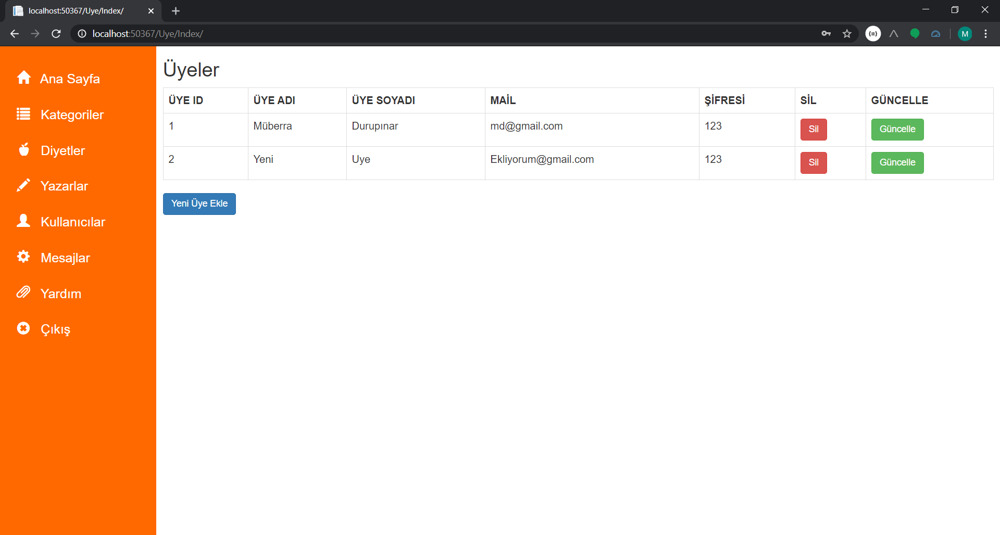 localhost:50367/Uye/Index/
localhost:50367/Uye/Index/
M
Ana Sayfa
Kategoriler
Diyetler
Yazarlar
Kullanıcılar
Mesajlar
Yardım
Çıkış
Üyeler
ÜYE ID ÜYE ADI ÜYE SOYADI MAİL ŞİFRESİ SİL GÜNCELLE
1 Müberra Durupınar md@gmail.com 123 Sil Güncelle
2 Yeni Uye Ekliyorum@gmail.com 123 Sil Güncelle
Yeni Üye Ekle